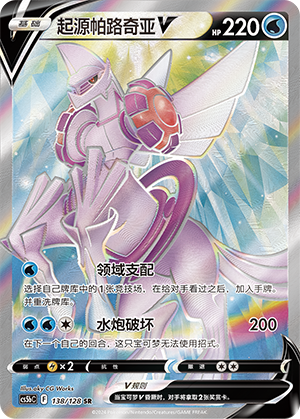 基础 起源帕路奇亚V HP 220
领域支配
选择自己牌库中的1张竞技场，在给对手看过之后，加入手牌。
并重洗牌库。
水炮破坏 200
在下一个自己的回合，这只宝可梦无法使用招式。
弱点 ×2 抵抗力 撤退
Illus. aky CG Works
V规则
cs5bC F 138/128 SR
当宝可梦V昏厥时，对手将拿取2张奖赏卡。